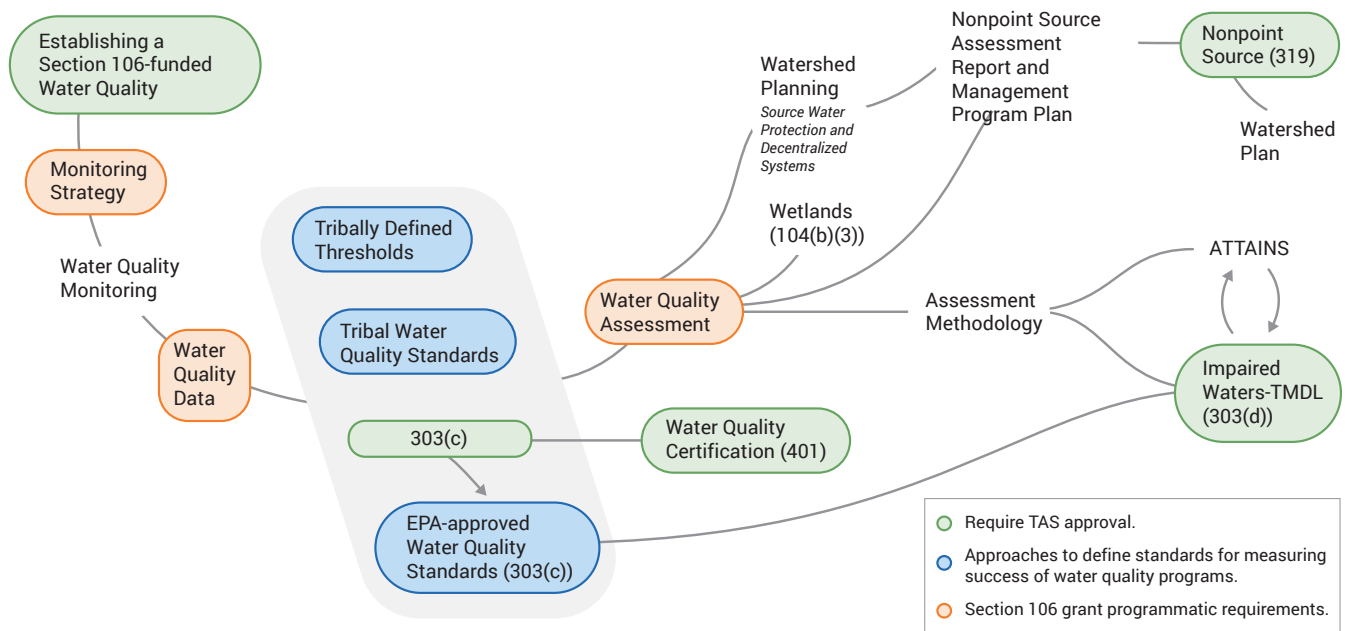 Establishing a
Section 106-funded
Water Quality
Monitoring
Strategy
Water Quality
Monitoring
Water
Quality
Data
Tribally Defined
Thresholds
Tribal Water
Quality Standards
303(c)
EPA-approved
Water Quality
Standards (303(c))
Water Quality
Certification (401)
Water Quality
Assessment
Watershed
Planning
Source Water
Protection and
Decentralized
Systems
Wetlands
(104(b)(3))
Nonpoint Source
Assessment
Report and
Management
Program Plan
Nonpoint
Source (319)
Watershed
Plan
Assessment
Methodology
ATTAINS
Impaired
Waters-TMDL
(303(d))
Require TAS approval.
Approaches to define standards for measuring
success of water quality programs.
Section 106 grant programmatic requirements.